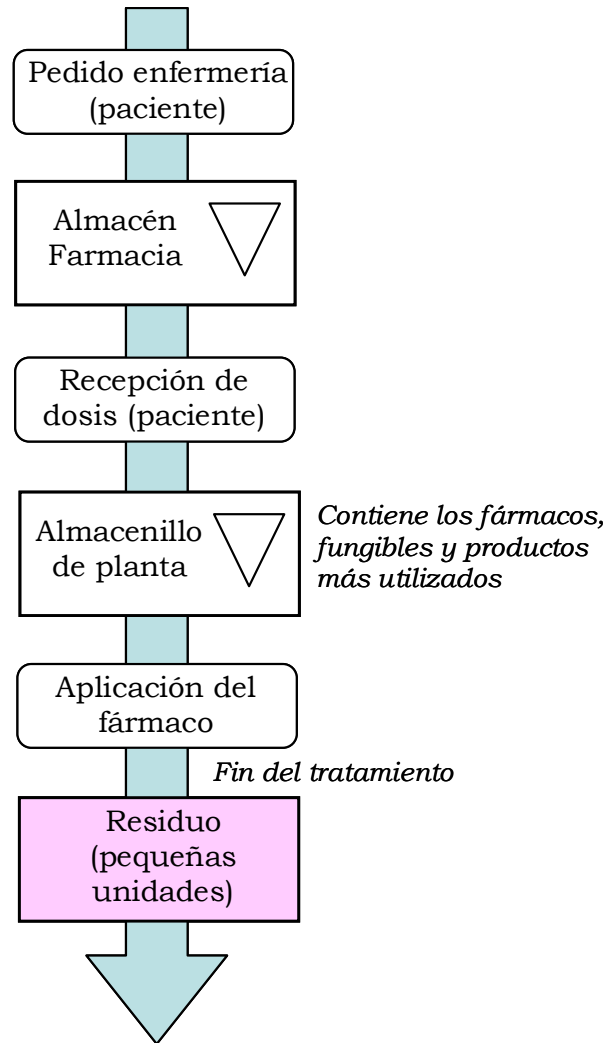 Pedido enfermería
(paciente)
Almacén
Farmacia
Recepción de
dosis (paciente)
Almacenillo
de planta
Contiene los fármacos,
fungibles y productos
más utilizados
Aplicación del
fármaco
Fin del tratamiento
Residuo
(pequeñas
unidades)